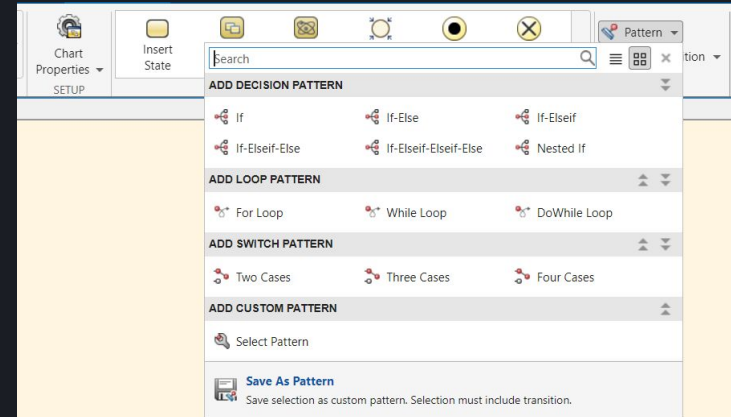 Pattern
Chart
Properties
Insert
State
SETUP
Search
tion
ADD DECISION PATTERN
If
If-Else
If-Elseif
If-Elseif-Else
If-Elseif-Elseif-Else
Nested If
ADD LOOP PATTERN
For Loop
While Loop
DoWhile Loop
ADD SWITCH PATTERN
Two Cases
Three Cases
Four Cases
ADD CUSTOM PATTERN
Select Pattern
Save As Pattern
Save selection as custom pattern. Selection must include transition.